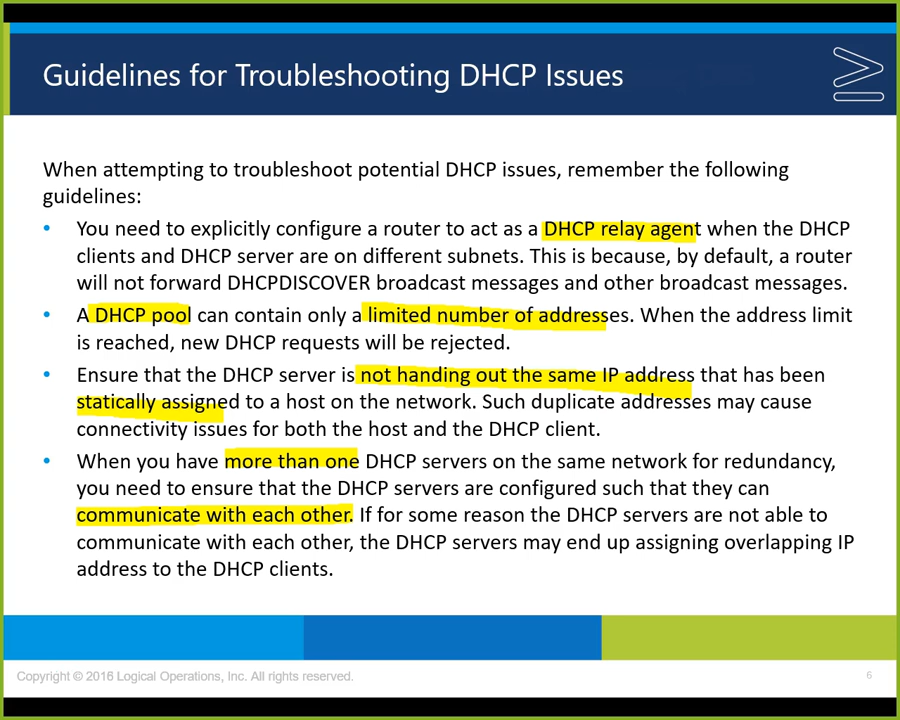 Guidelines for Troubleshooting DHCP Issues
When attempting to troubleshoot potential DHCP issues, remember the following
guidelines:
• You need to explicitly configure a router to act as a DHCP relay agent when the DHCP
clients and DHCP server are on different subnets. This is because, by default, a router
will not forward DHCPDISCOVER broadcast messages and other broadcast messages.
• A DHCP pool can contain only a limited number of addresses. When the address limit
is reached, new DHCP requests will be rejected.
• Ensure that the DHCP server is not handing out the same IP address that has been
statically assigned to a host on the network. Such duplicate addresses may cause
connectivity issues for both the host and the DHCP client.
• When you have more than one DHCP servers on the same network for redundancy,
you need to ensure that the DHCP servers are configured such that they can
communicate with each other. If for some reason the DHCP servers are not able to
communicate with each other, the DHCP servers may end up assigning overlapping IP
address to the DHCP clients.
Copyright © 2016 Logical Operations, Inc. All rights reserved.
6